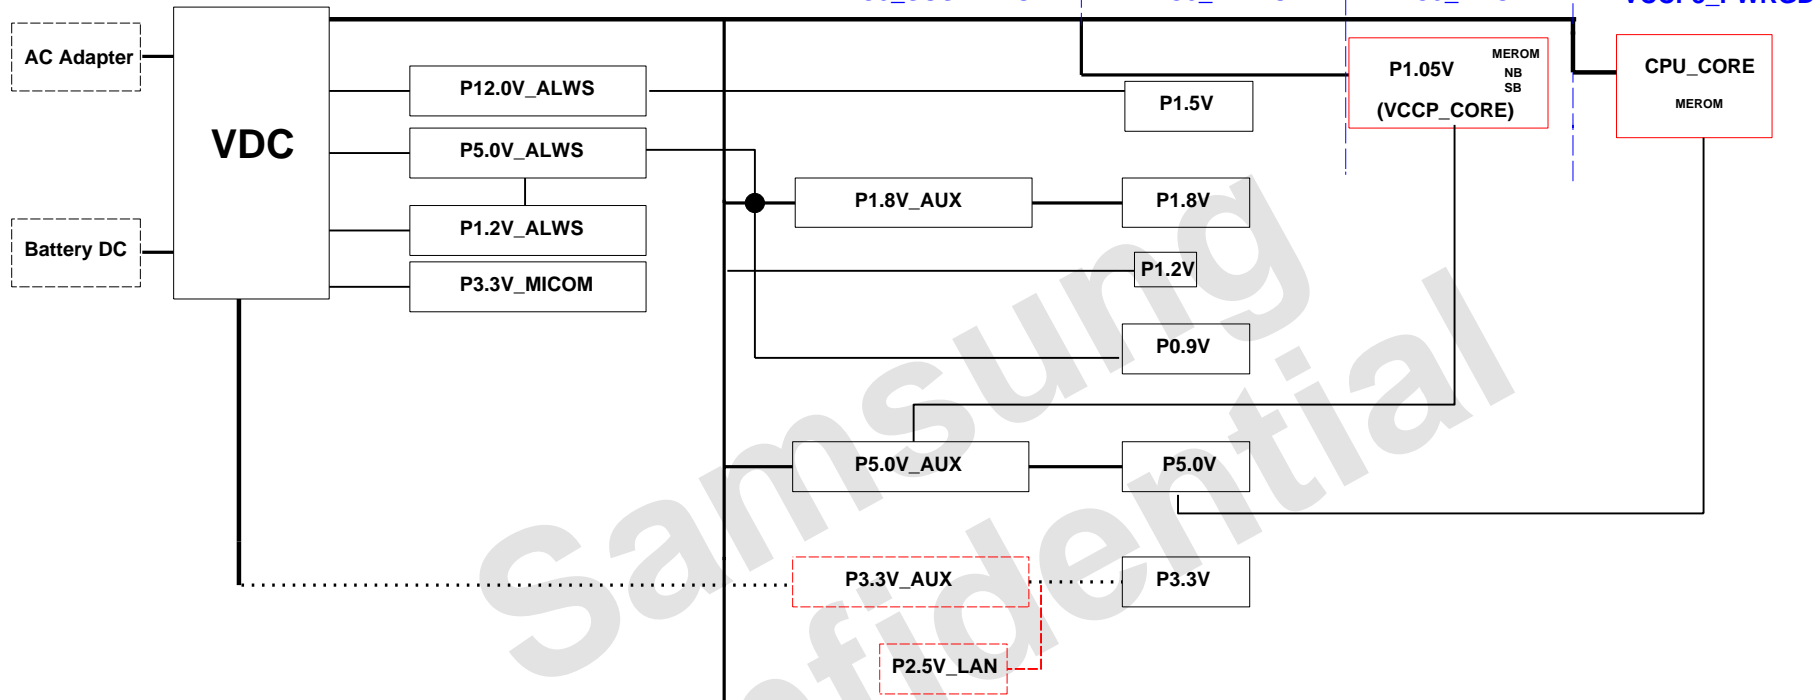 AC Adapter
VDC
Battery DC
P12.0V_ALWS
P5.0V_ALWS
P1.2V_ALWS
P3.3V_MICOM
P1.5V
P1.05V
(VCCP_CORE)
MEROM
NB
SB
CPU_CORE
MEROM
P1.8V_AUX
P1.8V
P1.2V
P0.9V
P5.0V_AUX
P5.0V
P3.3V_AUX
P3.3V
P2.5V_LAN
Samsung